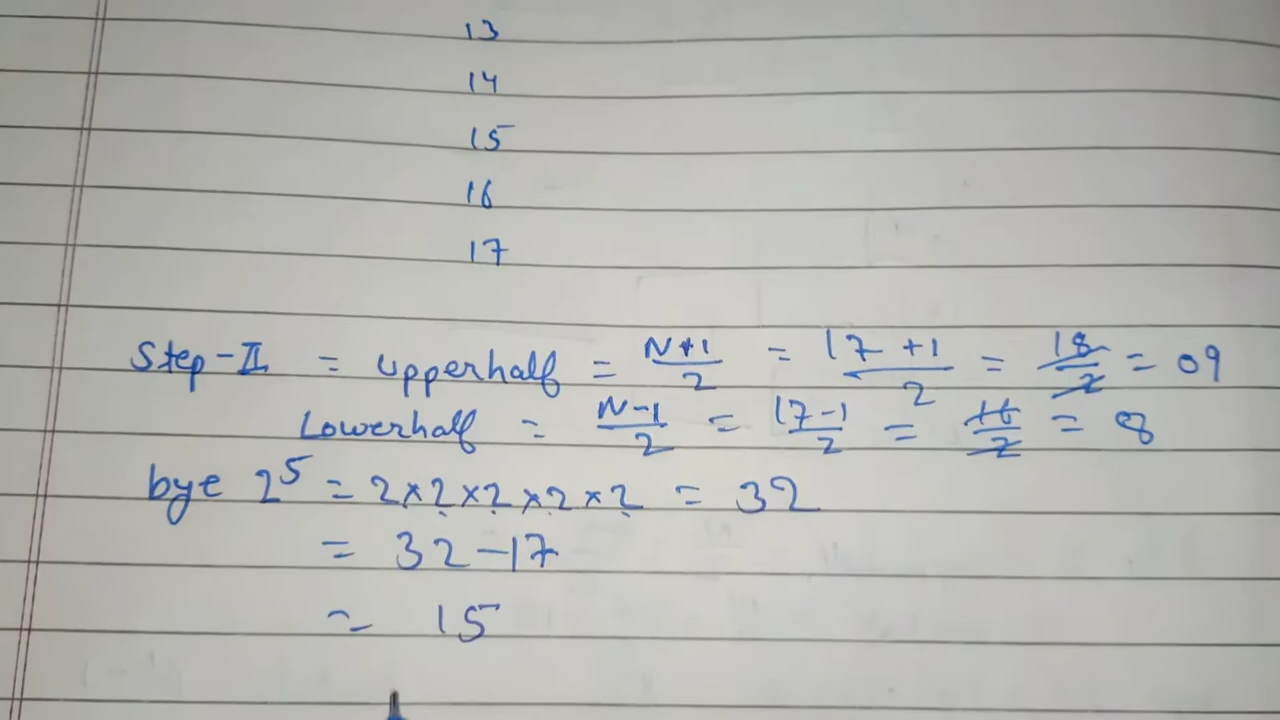 13
14
15
16
17
Step-II = upperhalf = N+1/2 = 17+1/2 = 18/2 = 09
Lowerhalf = N-1/2 = 17-1/2 = 16/2 = 8
bye 2^5 = 2×2×2×2×2 = 32
= 32-17
= 15